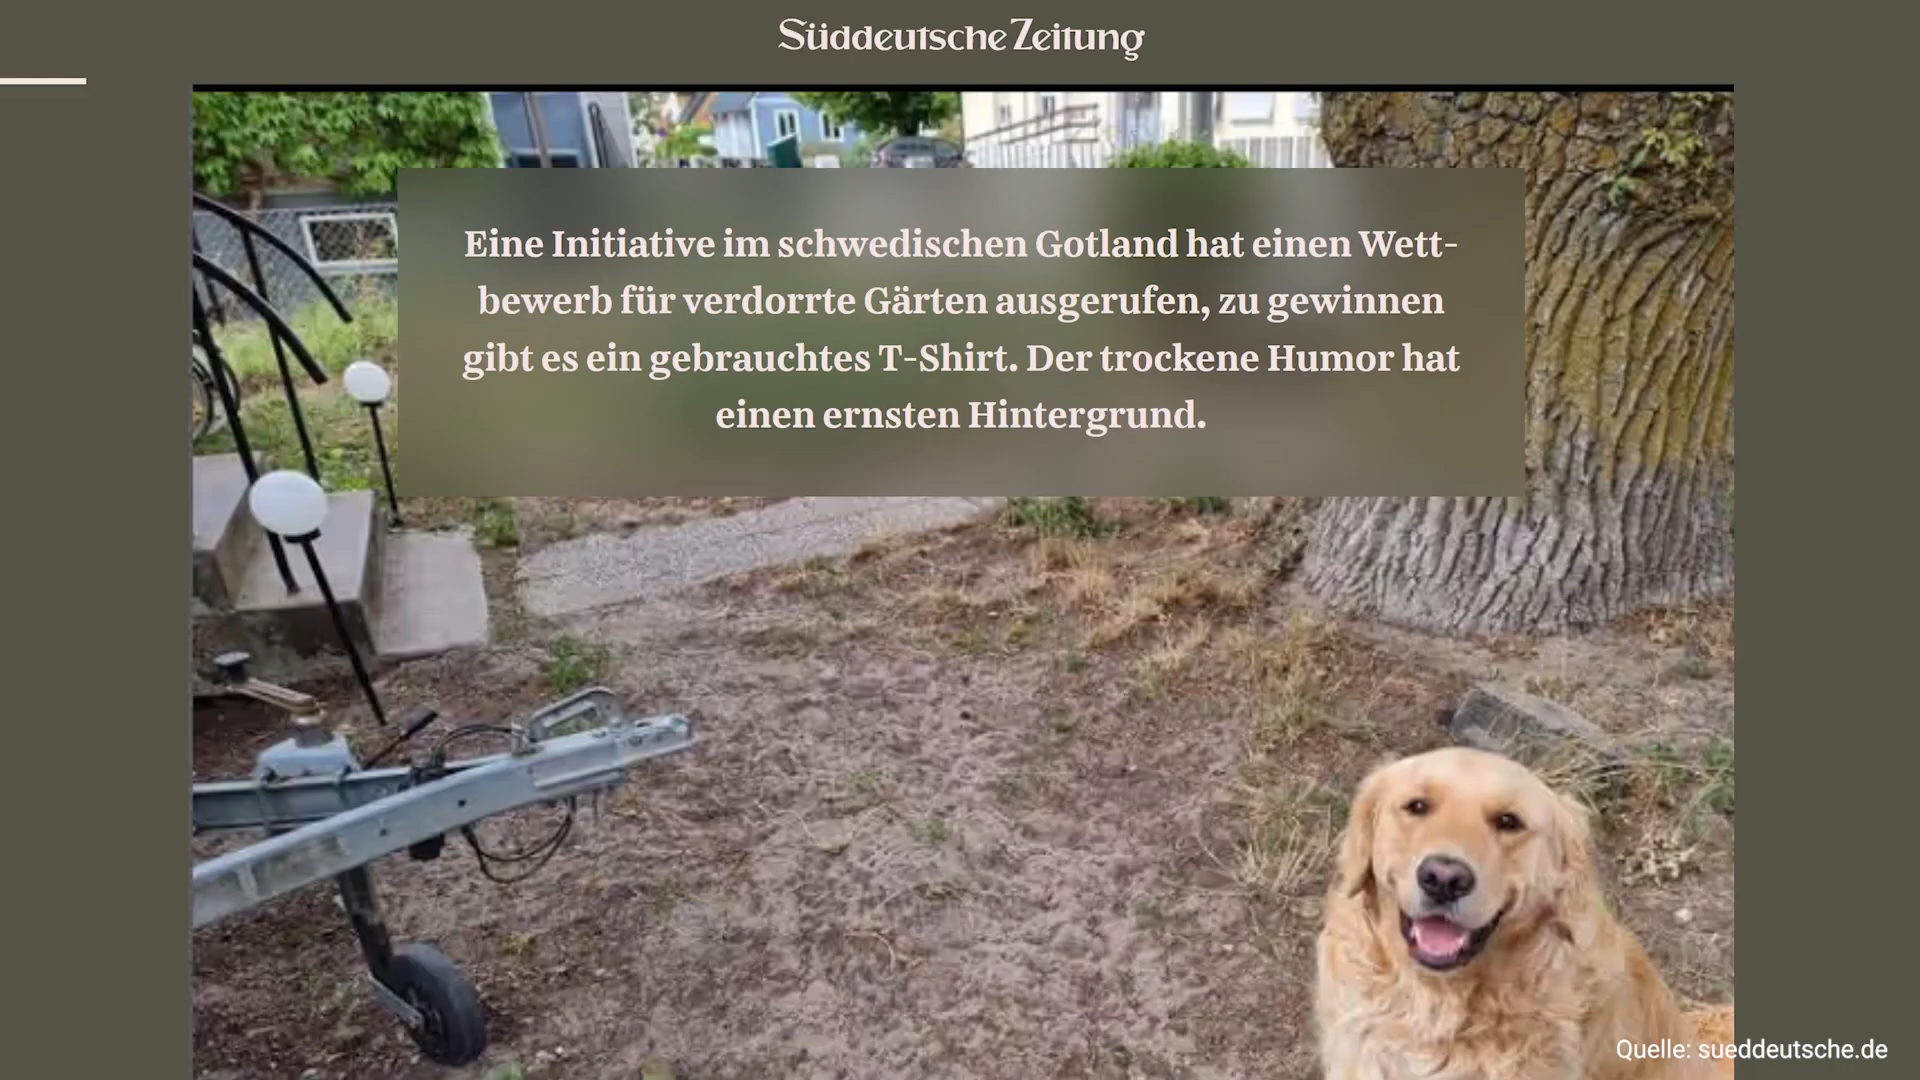 Süddeutsche Zeitung
Eine Initiative im schwedischen Gotland hat einen Wett-
bewerb für verdorrte Gärten ausgerufen, zu gewinnen
gibt es ein gebrauchtes T-Shirt. Der trockene Humor hat
einen ernsten Hintergrund.
Quelle: sueddeutsche.de